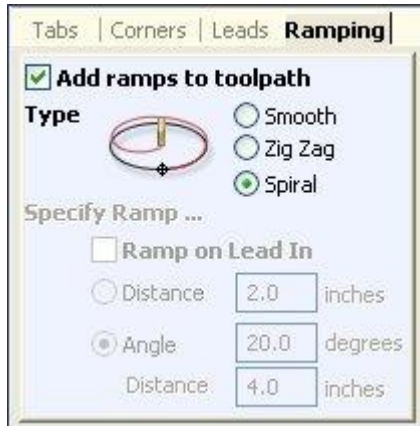 Tabs | Corners | Leads Ramping
Add ramps to toolpath
Type
Smooth
Zig Zag
Spiral
Specify Ramp ...
Ramp on Lead In
Distance 2.0 inches
Angle 20.0 degrees
Distance 4.0 inches